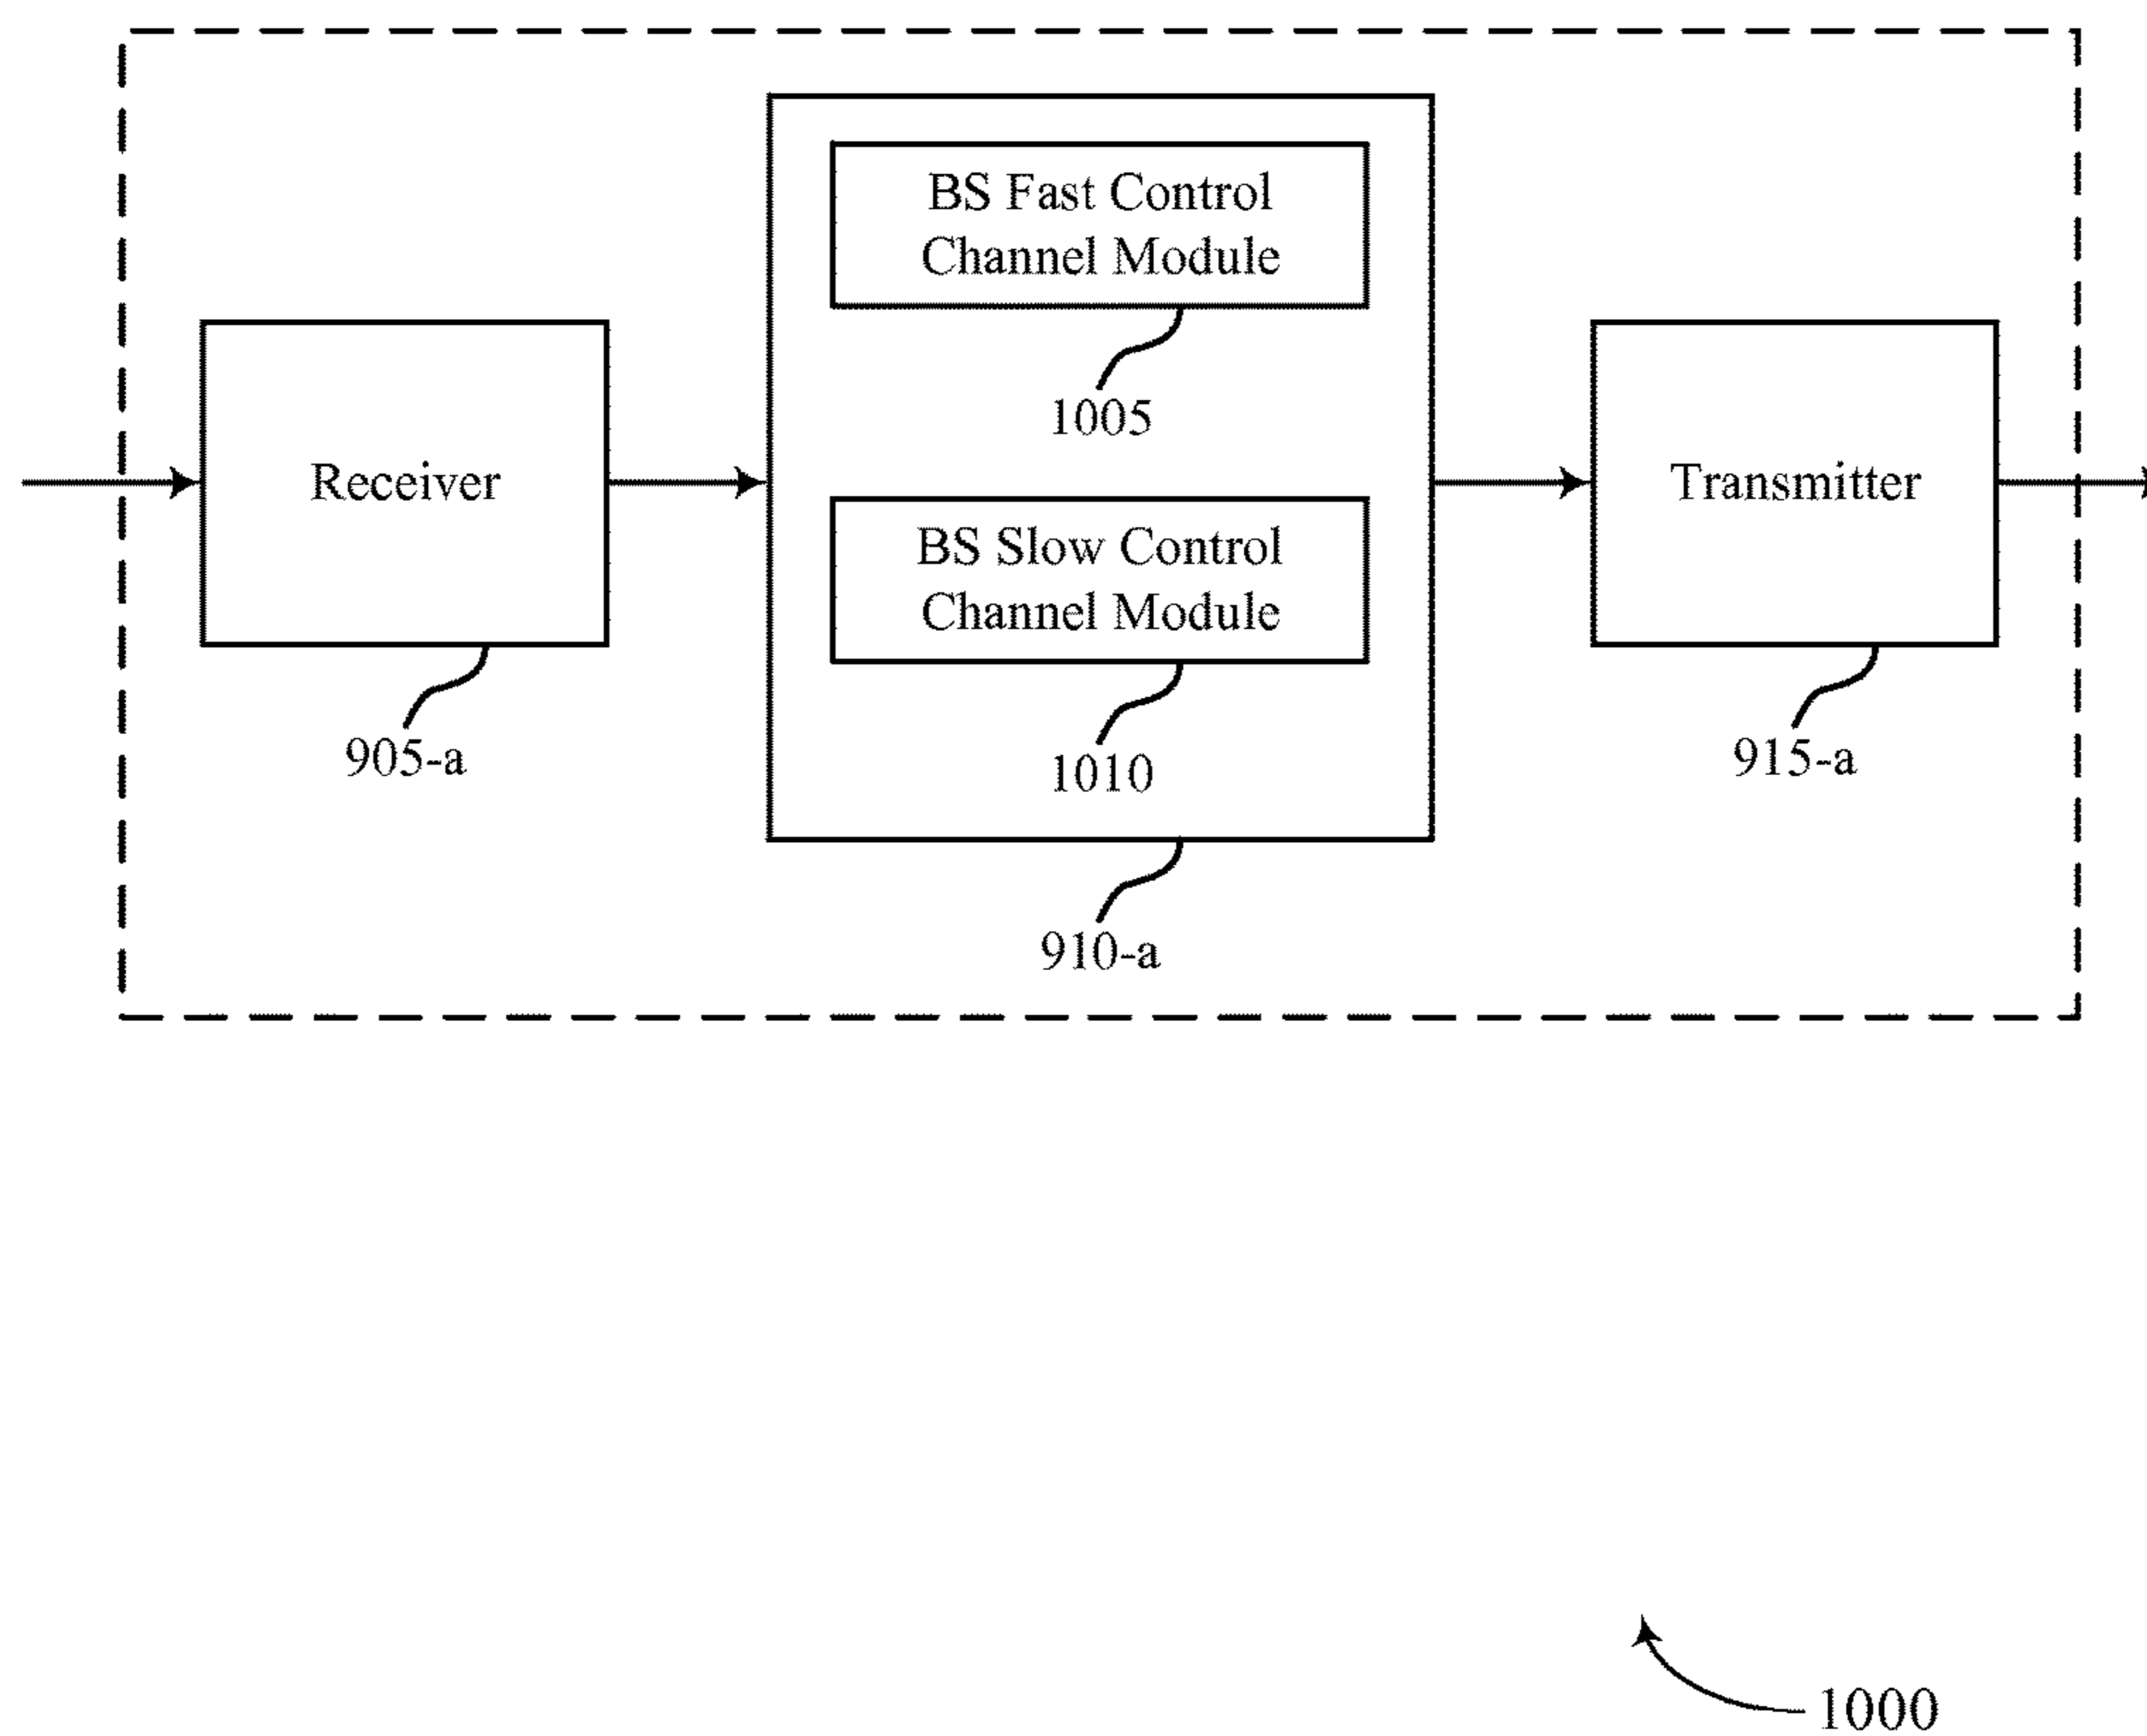 BS Fast Control
Channel Module
1005
Receiver
905-a
BS Slow Control
Channel Module
1010
910-a
Transmitter
915-a
1000